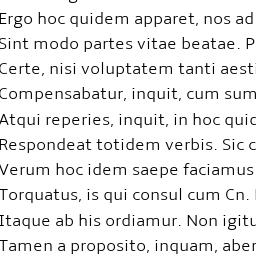 Ergo hoc quidem apparet, nos ad
Sint modo partes vitae beatae. P
Certe, nisi voluptatem tanti aesti
Compensabatur, inquit, cum sum
Atqui reperies, inquit, in hoc quid
Respondeat totidem verbis. Sic c
Verum hoc idem saepe faciamus
Torquatus, is qui consul cum Cn.
Itaque ab his ordiamur. Non igitu
Tamen a proposito, inquam, aber